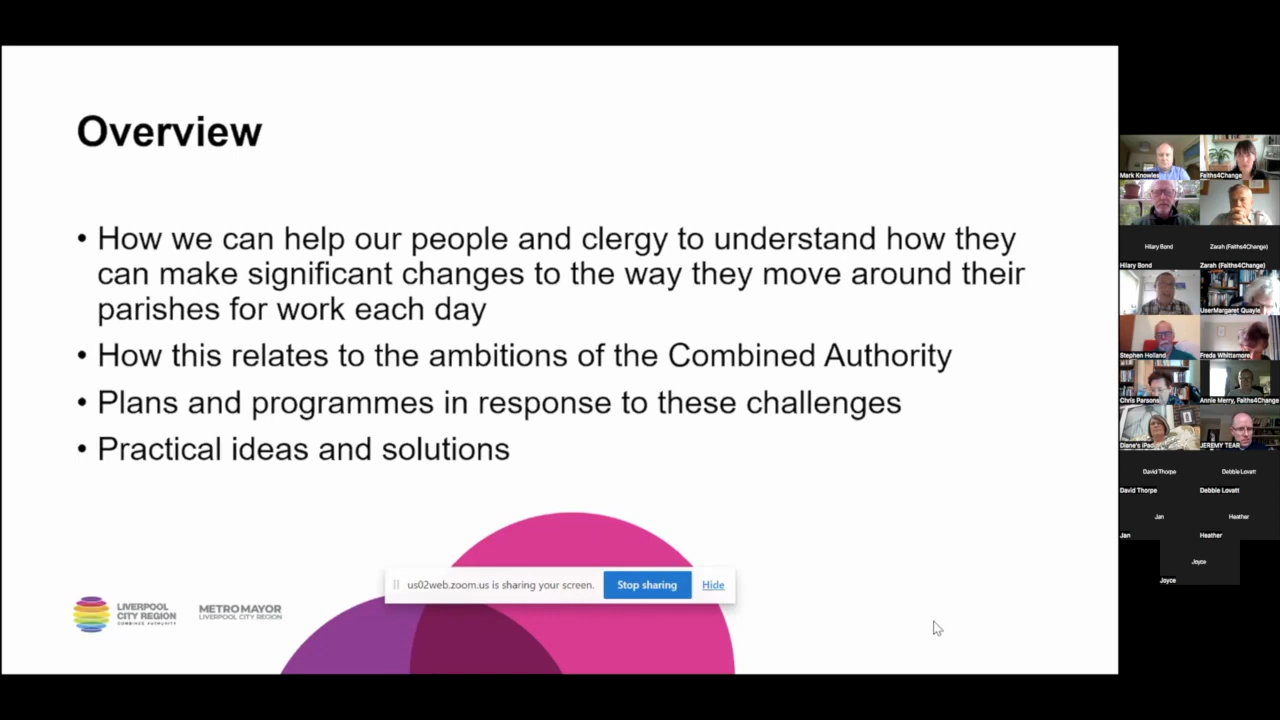 Overview
• How we can help our people and clergy to understand how they
can make significant changes to the way they move around their
parishes for work each day
• How this relates to the ambitions of the Combined Authority
• Plans and programmes in response to these challenges
• Practical ideas and solutions
us02web.zoom.us is sharing your screen.
Stop sharing
Hide
LIVERPOOL
CITY REGION
COMBINED AUTHORITY
METRO MAYOR
LIVERPOOL CITY REGION
Mark Knowles
Faiths4Change
Hilary Bond
Zarah (Faiths4Change)
Hilary Bond
Zarah (Faiths4Change)
UserMargaret Quayle
Stephen Holland
Freda Whittamore
Chris Parsons
Annie Merry, Faiths4Change
Diane's iPad
JEREMY TEAR
David Thorpe
Debbie Lovatt
David Thorpe
Debbie Lovatt
Jan
Heather
Jan
Heather
Joyce
Joyce